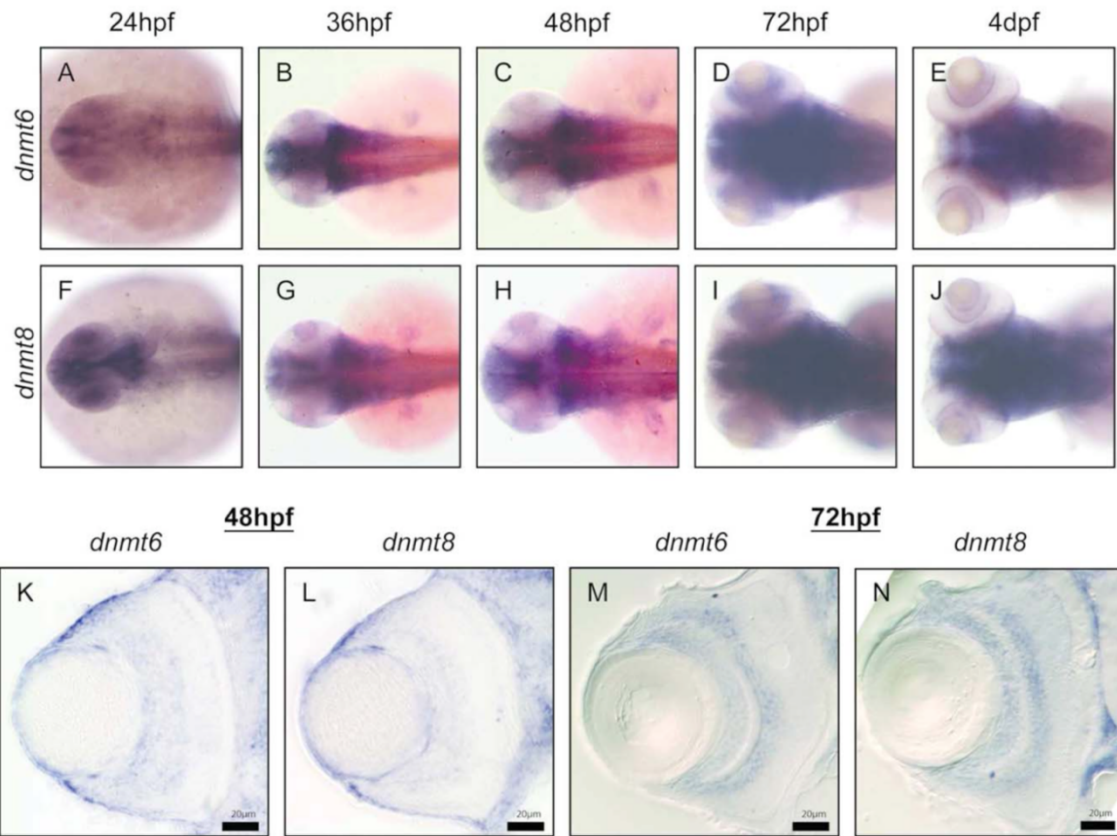 24hpf 36hpf 48hpf 72hpf 4dpf
dnmt6
A B C D E
dnmt8
F G H I J
48hpf 72hpf
dnmt6 dnmt8 dnmt6 dnmt8
K L M N
20µm 20µm 20µm 20µm